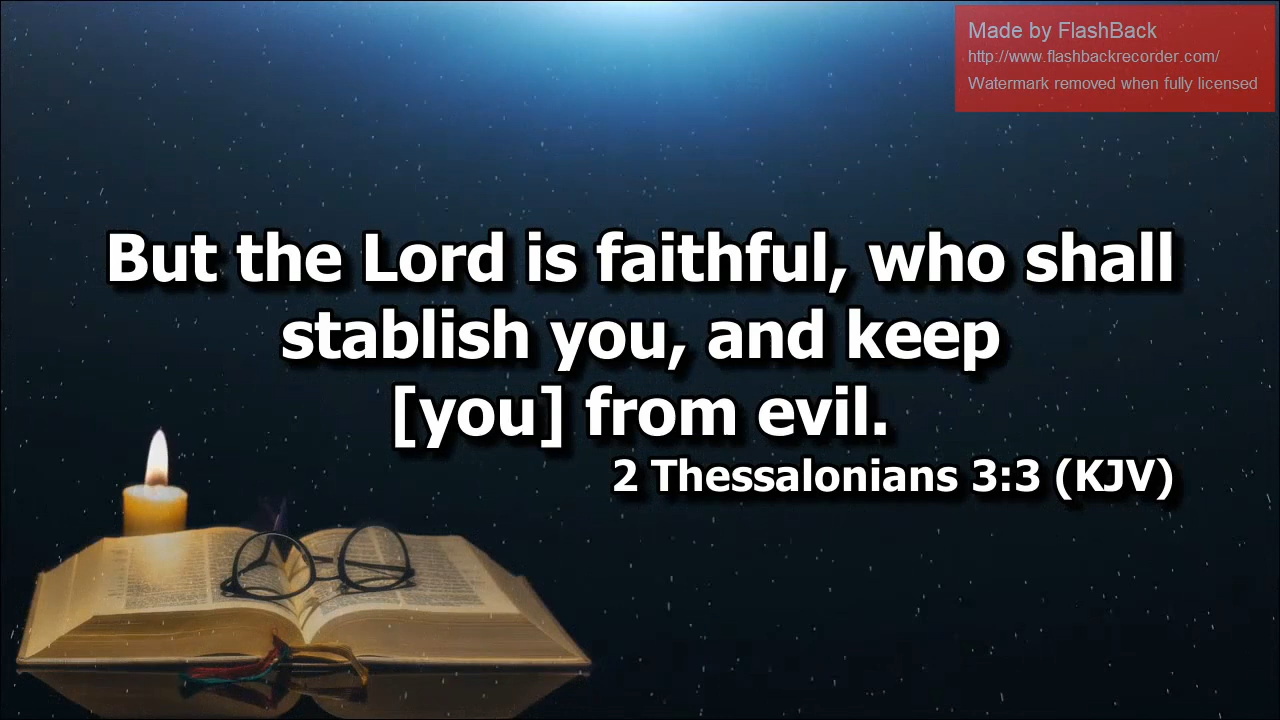 Made by FlashBack
http://www.flashbackrecorder.com/
Watermark removed when fully licensed
But the Lord is faithful, who shall
stablish you, and keep
[you] from evil.
2 Thessalonians 3:3 (KJV)